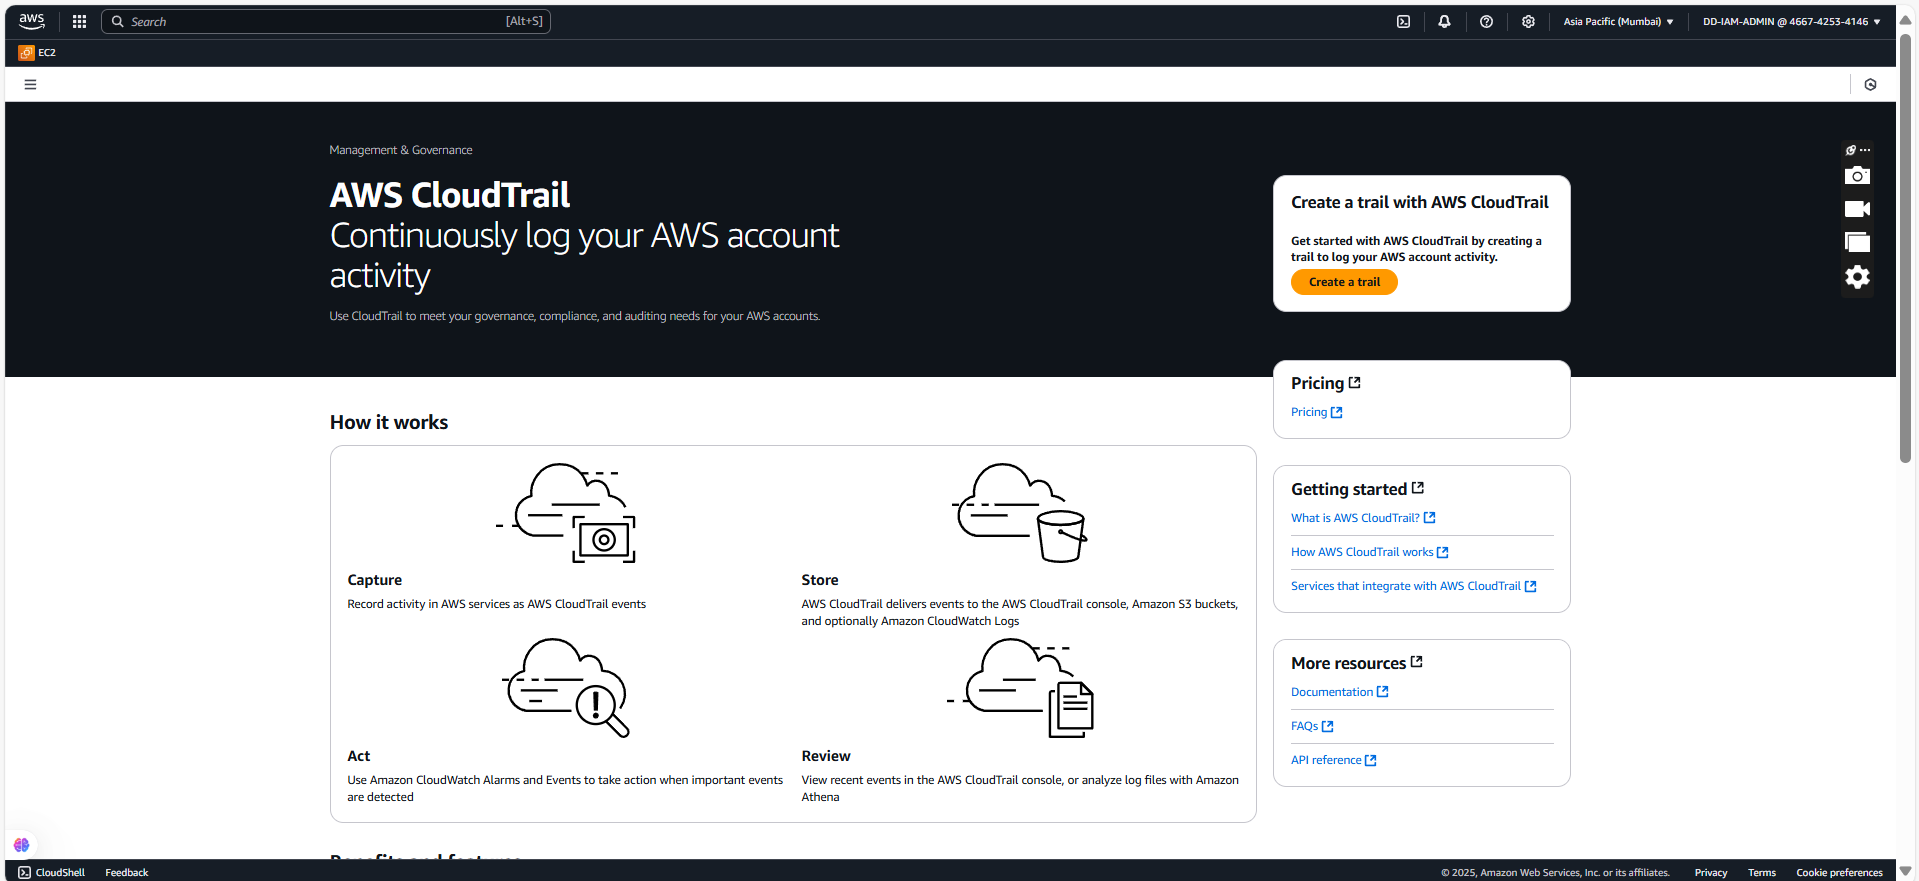 aws
Search
[Alt+S]
Asia Pacific (Mumbai)
DD-IAM-ADMIN @ 4667-4253-4146
EC2
Management & Governance
AWS CloudTrail
Continuously log your AWS account
activity
Use CloudTrail to meet your governance, compliance, and auditing needs for your AWS accounts.
Create a trail with AWS CloudTrail
Get started with AWS CloudTrail by creating a
trail to log your AWS account activity.
Create a trail
Pricing
Pricing
How it works
Capture
Record activity in AWS services as AWS CloudTrail events
Store
AWS CloudTrail delivers events to the AWS CloudTrail console, Amazon S3 buckets,
and optionally Amazon CloudWatch Logs
Act
Use Amazon CloudWatch Alarms and Events to take action when important events
are detected
Review
View recent events in the AWS CloudTrail console, or analyze log files with Amazon
Athena
Getting started
What is AWS CloudTrail?
How AWS CloudTrail works
Services that integrate with AWS CloudTrail
More resources
Documentation
FAQs
API reference
Benefits and features
CloudShell
Feedback
© 2025, Amazon Web Services, Inc. or its affiliates.
Privacy
Terms
Cookie preferences